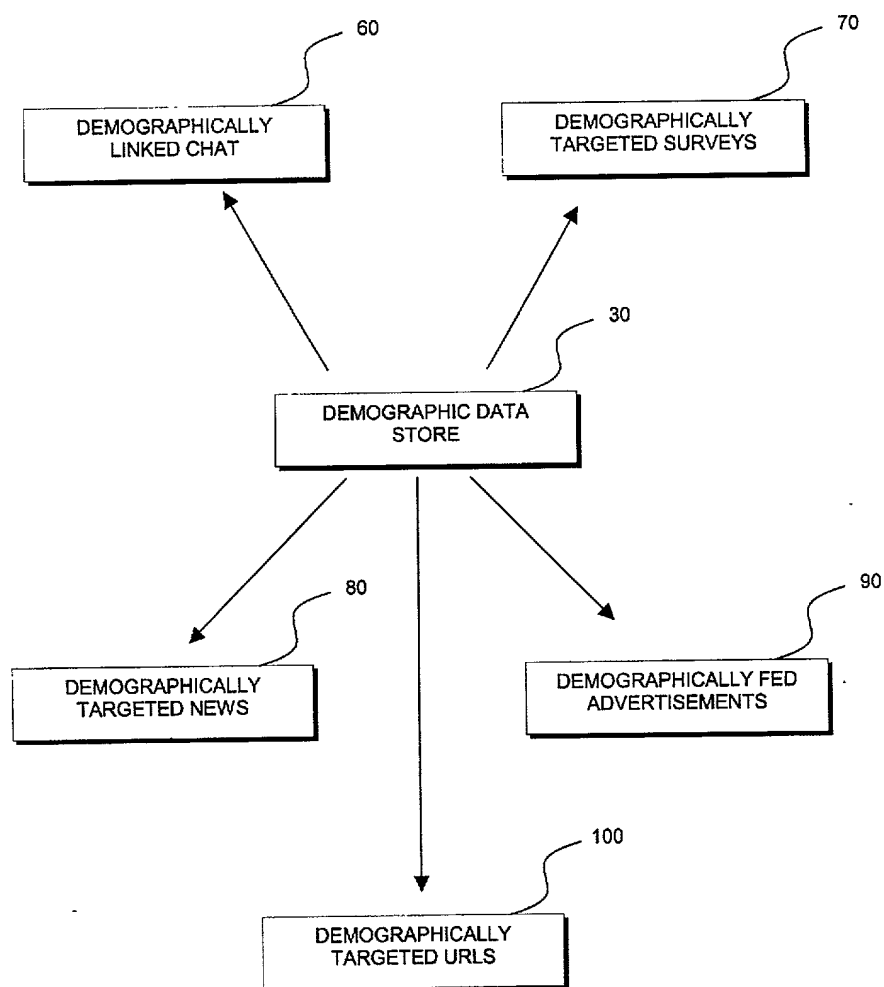 60
70
DEMOGRAPHICALLY
LINKED CHAT
DEMOGRAPHICALLY
TARGETED SURVEYS
30
DEMOGRAPHIC DATA
STORE
80
90
DEMOGRAPHICALLY
TARGETED NEWS
DEMOGRAPHICALLY FED
ADVERTISEMENTS
100
DEMOGRAPHICALLY
TARGETED URLS